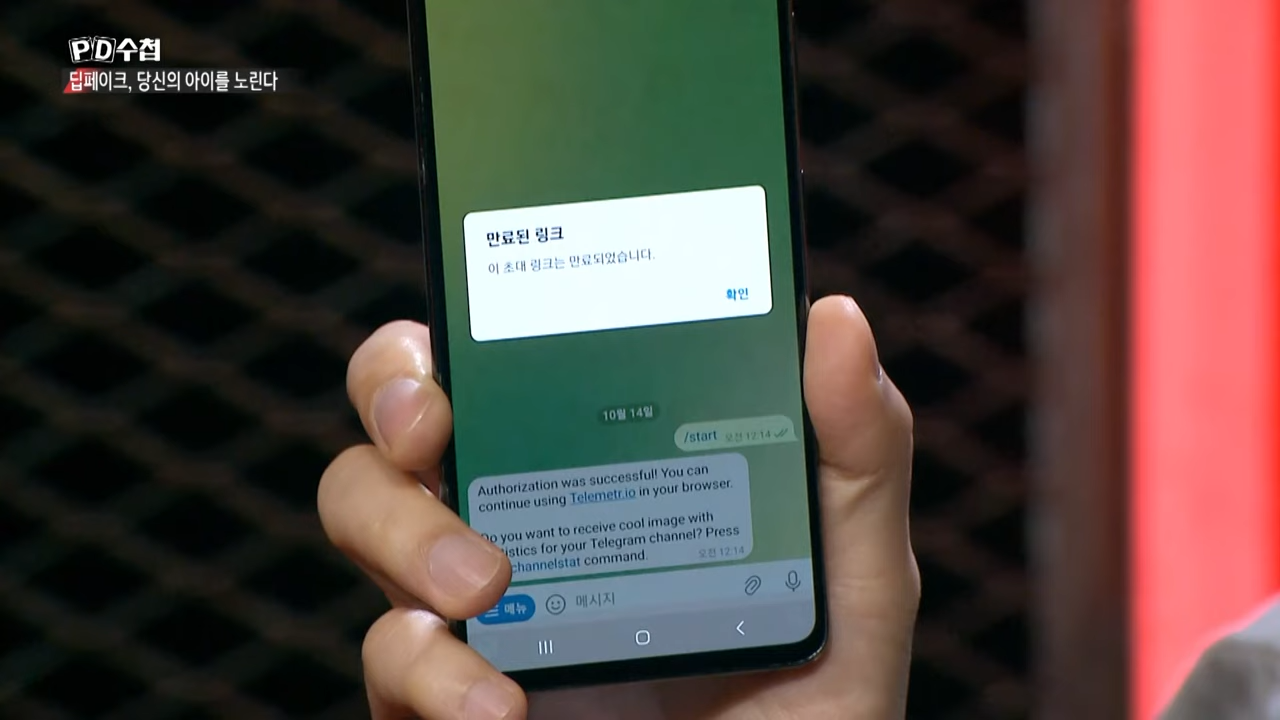 PD수첩
딥페이크, 당신의 아이를 노린다
만료된 링크
이 초대 링크는 만료되었습니다.
확인
10월 14일
/start 오전 12:14
Authorization was successful! You can
continue using Telemetr.io in your browser.
Do you want to receive cool image with
istics for your Telegram channel? Press
channelstat command. 오전 12:14
메뉴 메시지